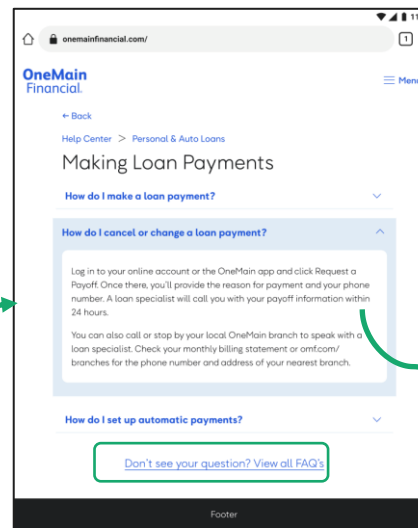 11
onemainfinancial.com/
1
OneMain
Financial.
Menu
← Back
Help Center > Personal & Auto Loans
Making Loan Payments
How do I make a loan payment?
How do I cancel or change a loan payment?
Log in to your online account or the OneMain app and click Request a
Payoff. Once there, you'll provide the reason for payment and your phone
number. A loan specialist will call you with your payoff information within
24 hours.
You can also call or stop by your local OneMain branch to speak with a
loan specialist. Check your monthly billing statement or omf.com/
branches for the phone number and address of your nearest branch.
How do I set up automatic payments?
Don't see your question? View all FAQ's
Footer